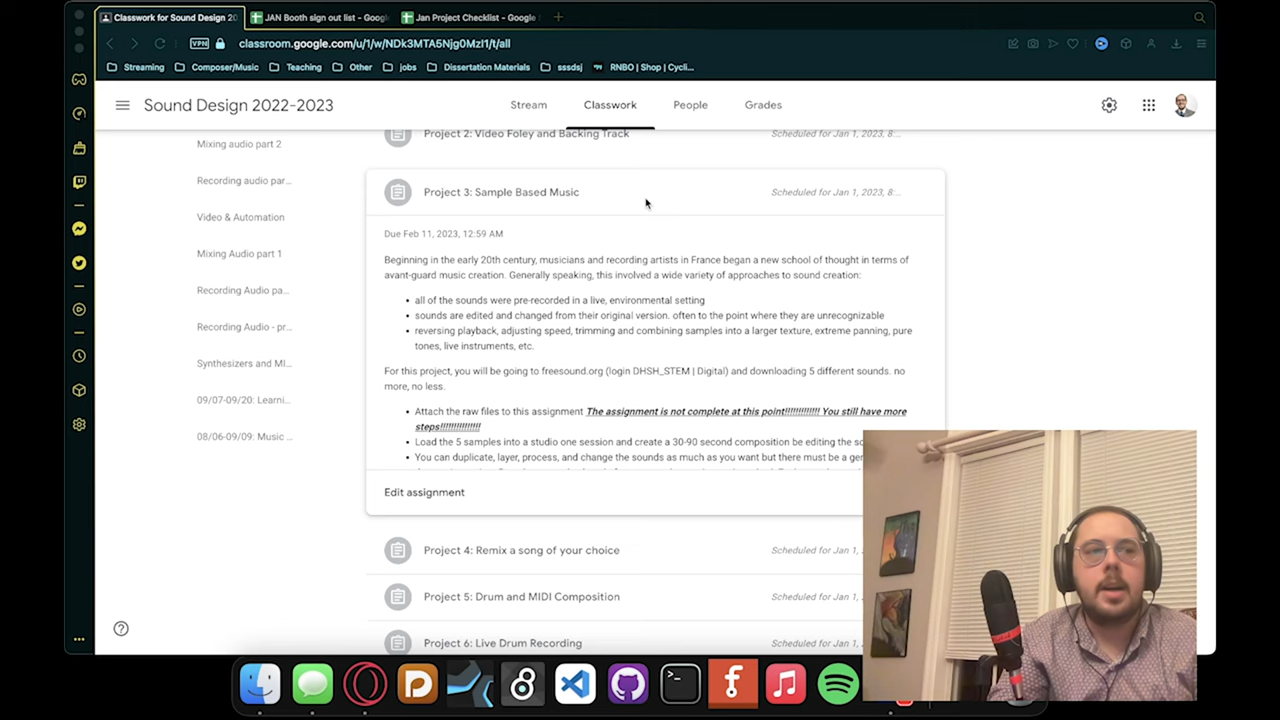 Classwork for Sound Design 20
JAN Booth sign out list - Googl
Jan Project Checklist - Google
VPN
classroom.google.com/u/1/w/NDk3MTA5Njg0MzI1/t/all
Streaming
Composer/Music
Teaching
Other
jobs
Dissertation Materials
sssdsj
RNBO | Shop | Cycli...
Sound Design 2022-2023
Stream
Classwork
People
Grades
Mixing audio part 2
Recording audio par...
Video & Automation
Mixing Audio part 1
Recording Audio pa...
Recording Audio - pr...
Synthesizers and MI...
09/07-09/20: Learni...
08/06-09/09: Music ...
Project 2: Video Foley and Backing Track
Scheduled for Jan 1, 2023, 8:...
Project 3: Sample Based Music
Scheduled for Jan 1, 2023, 8:...
Due Feb 11, 2023, 12:59 AM
Beginning in the early 20th century, musicians and recording artists in France began a new school of thought in terms of
avant-guard music creation. Generally speaking, this involved a wide variety of approaches to sound creation:
• all of the sounds were pre-recorded in a live, environmental setting
• sounds are edited and changed from their original version. often to the point where they are unrecognizable
• reversing playback, adjusting speed, trimming and combining samples into a larger texture, extreme panning, pure
tones, live instruments, etc.
For this project, you will be going to freesound.org (login DHSH_STEM | Digital) and downloading 5 different sounds. no
more, no less.
• Attach the raw files to this assignment The assignment is not complete at this point!!!!!!!!!!!!! You still have more
steps!!!!!!!!!!!!!!!
• Load the 5 samples into a studio one session and create a 30-90 second composition be editing the so
• You can duplicate, layer, process, and change the sounds as much as you want but there must be a ger
Edit assignment
Project 4: Remix a song of your choice
Scheduled for Jan 1,
Project 5: Drum and MIDI Composition
Scheduled for Jan 1,
Project 6: Live Drum Recording
Scheduled for Jan 1,